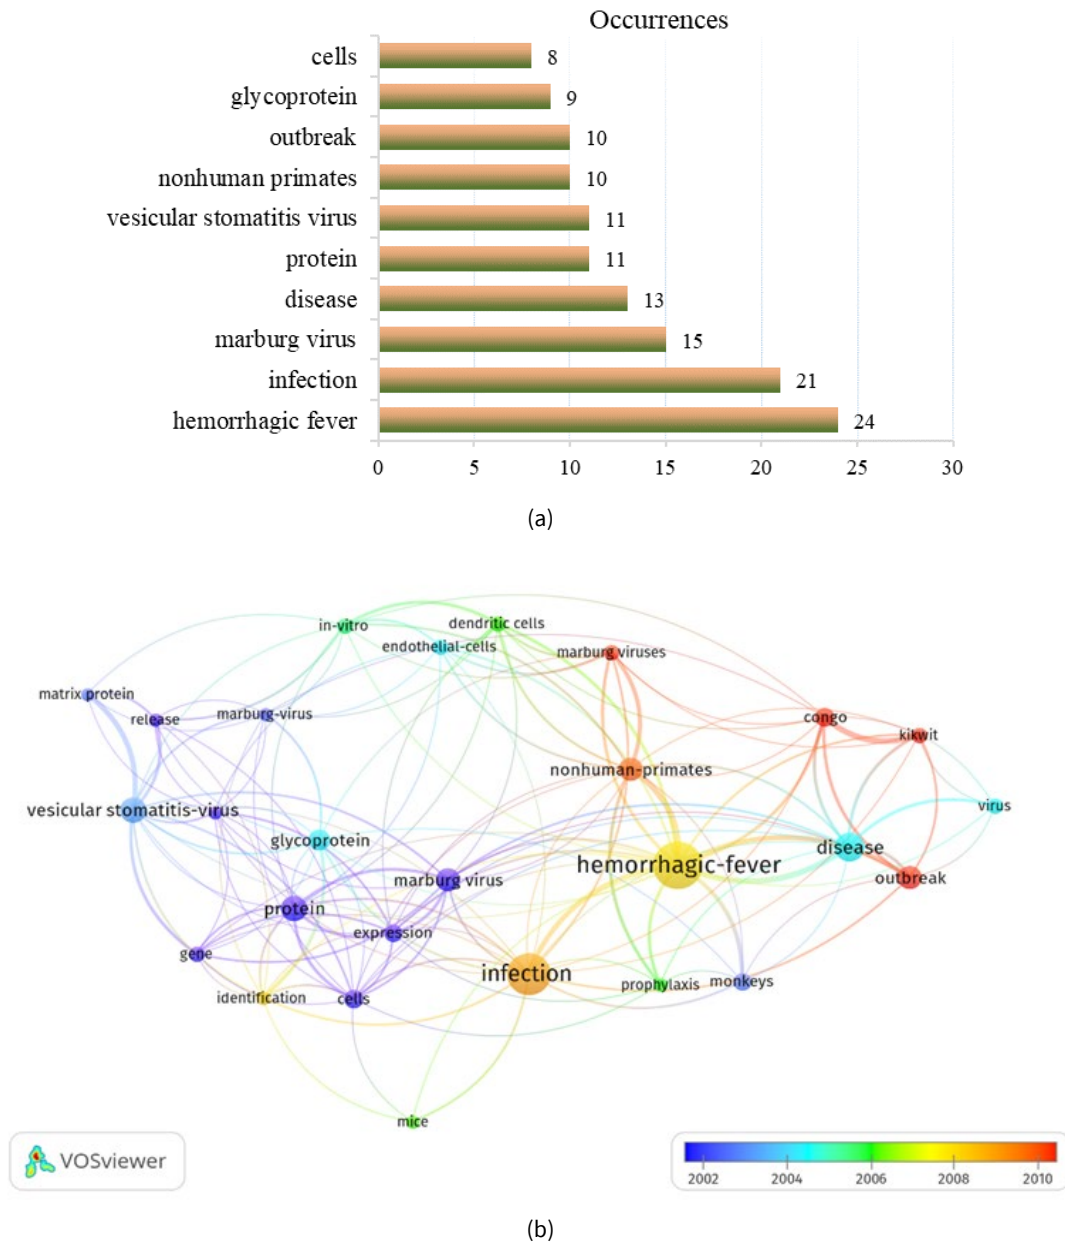 Occurrences
cells 8
glycoprotein 9
outbreak 10
nonhuman primates 10
vesicular stomatitis virus 11
protein 11
disease 13
marburg virus 15
infection 21
hemorrhagic fever 24
0 5 10 15 20 25 30
(a)
in-vitro
dendritic cells
endothelial-cells
marburg viruses
matrix protein
release
marburg-virus
congo
kikwit
nonhuman-primates
vesicular stomatitis-virus
virus
glycoprotein
disease
hemorrhagic-fever
marburg virus
outbreak
protein
expression
gene
infection
identification
cells
prophylaxis
monkeys
mice
VOSviewer
2002 2004 2006 2008 2010
(b)